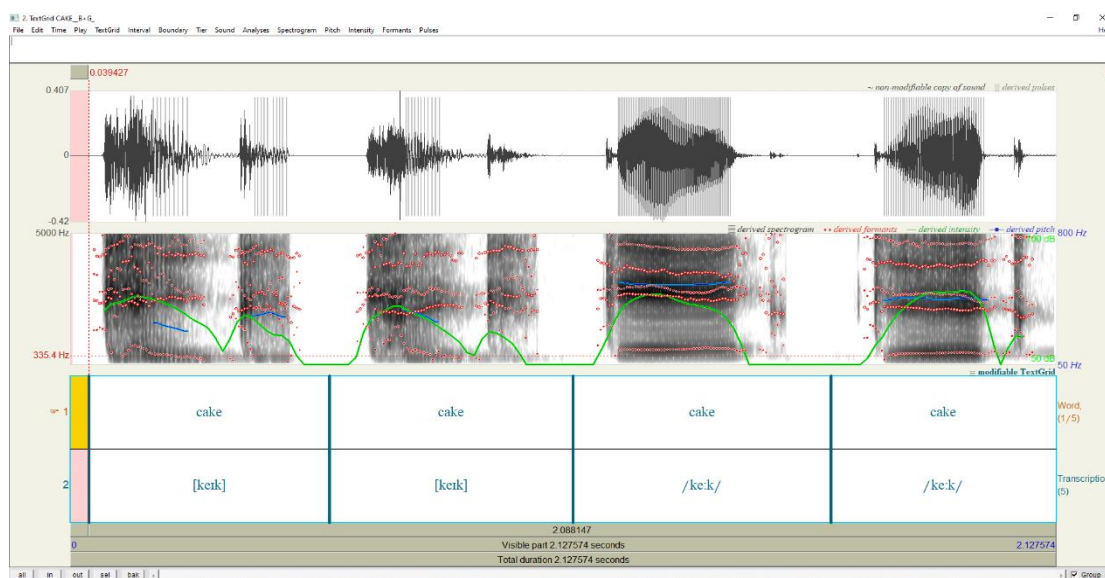 2. TextGrid CAKE__B+G_
File Edit Time Play TextGrid Interval Boundary Tier Sound Analyses Spectrogram Pitch Intensity Formants Pulses
0.039427
0.407
~ non-modifiable copy of sound derived pulses
0
-0.42
5000 Hz
derived spectrogram derived formants derived intensity derived pitch
800 Hz
100 dB
335.4 Hz
50 dB
50 Hz
modifiable TextGrid
1 cake cake cake cake Word, (1/5)
2 [keɪk] [keɪk] /keːk/ /keːk/ Transcriptio (5)
2.088147
0 Visible part 2.127574 seconds 2.127574
Total duration 2.127574 seconds
all in out sel bak Group